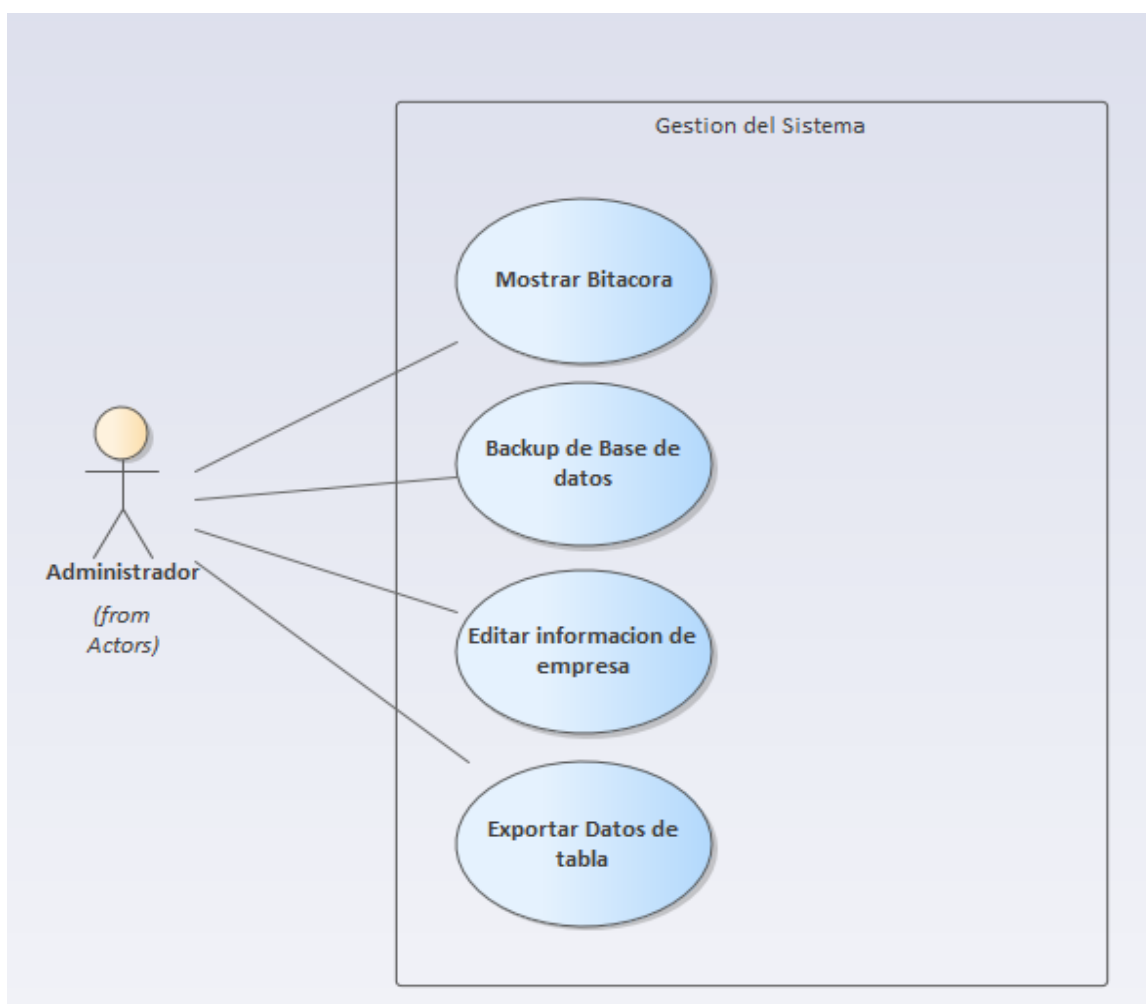 Gestion del Sistema
Mostrar Bitacora
Backup de Base de
datos
Administrador
(from
Actors)
Editar informacion de
empresa
Exportar Datos de
tabla